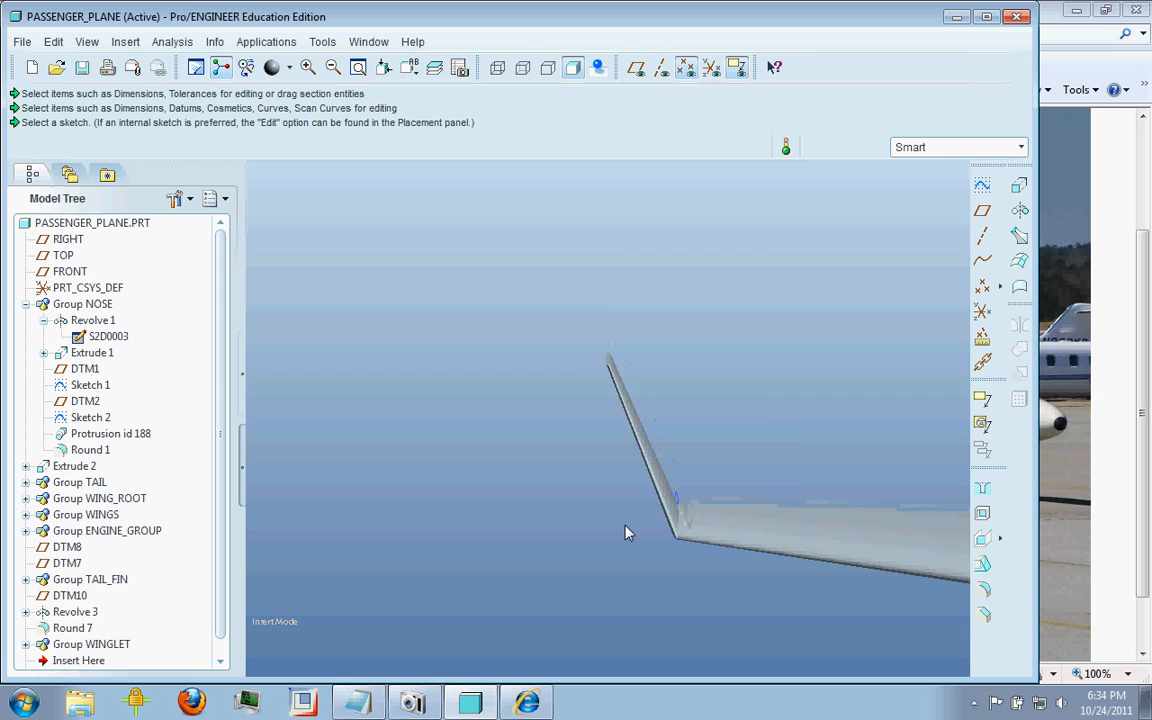 PASSENGER_PLANE (Active) - Pro/ENGINEER Education Edition
File Edit View Insert Analysis Info Applications Tools Window Help
Tools
Select items such as Dimensions, Tolerances for editing or drag section entities
Select items such as Dimensions, Datums, Cosmetics, Curves, Scan Curves for editing
Select a sketch. (If an internal sketch is preferred, the "Edit" option can be found in the Placement panel.)
Smart
Model Tree
PASSENGER_PLANE.PRT
RIGHT
TOP
FRONT
PRT_CSYS_DEF
Group NOSE
Revolve 1
S2D0003
Extrude 1
DTM1
Sketch 1
DTM2
Sketch 2
Protrusion id 188
Round 1
Extrude 2
Group TAIL
Group WING_ROOT
Group WINGS
Group ENGINE_GROUP
DTM8
DTM7
Group TAIL_FIN
DTM10
Revolve 3
Round 7
Group WINGLET
Insert Here
Insert Mode
100%
6:34 PM
10/24/2011